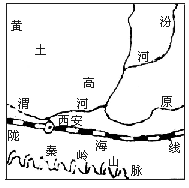 黄 汾
土 河
高
渭 河 原
西安
陇 海 线
秦 岭 山 脉